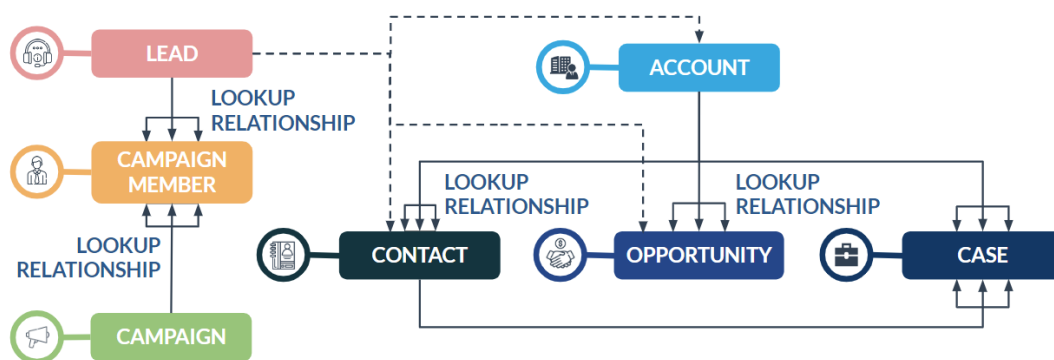 LEAD
ACCOUNT
LOOKUP
RELATIONSHIP
CAMPAIGN
MEMBER
LOOKUP
RELATIONSHIP
LOOKUP
RELATIONSHIP
LOOKUP
RELATIONSHIP
CONTACT
OPPORTUNITY
CASE
CAMPAIGN